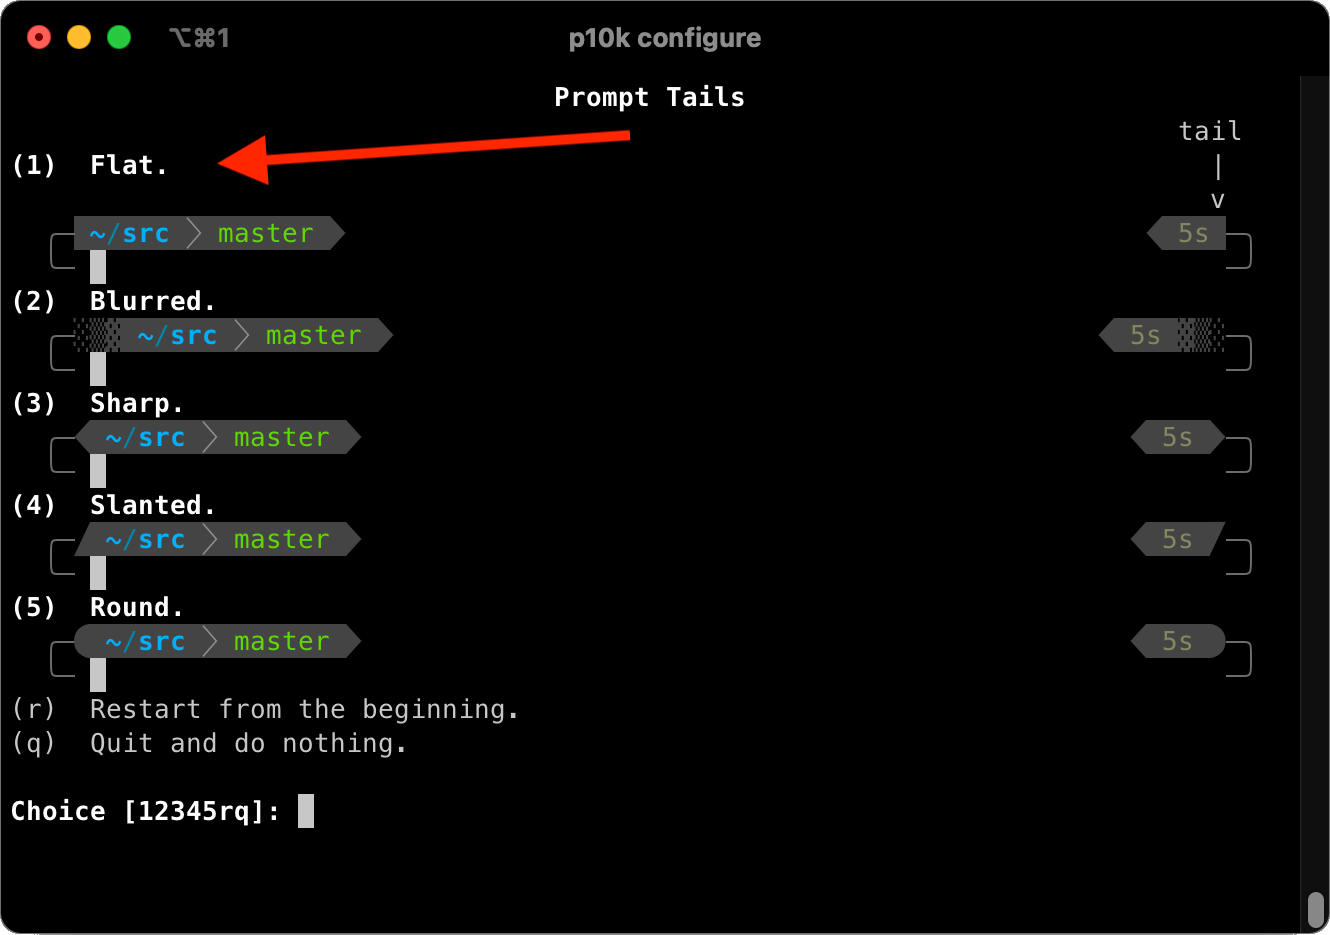 ⌥⌘1 p10k configure
Prompt Tails
tail
(1) Flat. |
v
~/src master 5s
(2) Blurred.
~/src master 5s
(3) Sharp.
~/src master 5s
(4) Slanted.
~/src master 5s
(5) Round.
~/src master 5s
(r) Restart from the beginning.
(q) Quit and do nothing.
Choice [12345rq]: